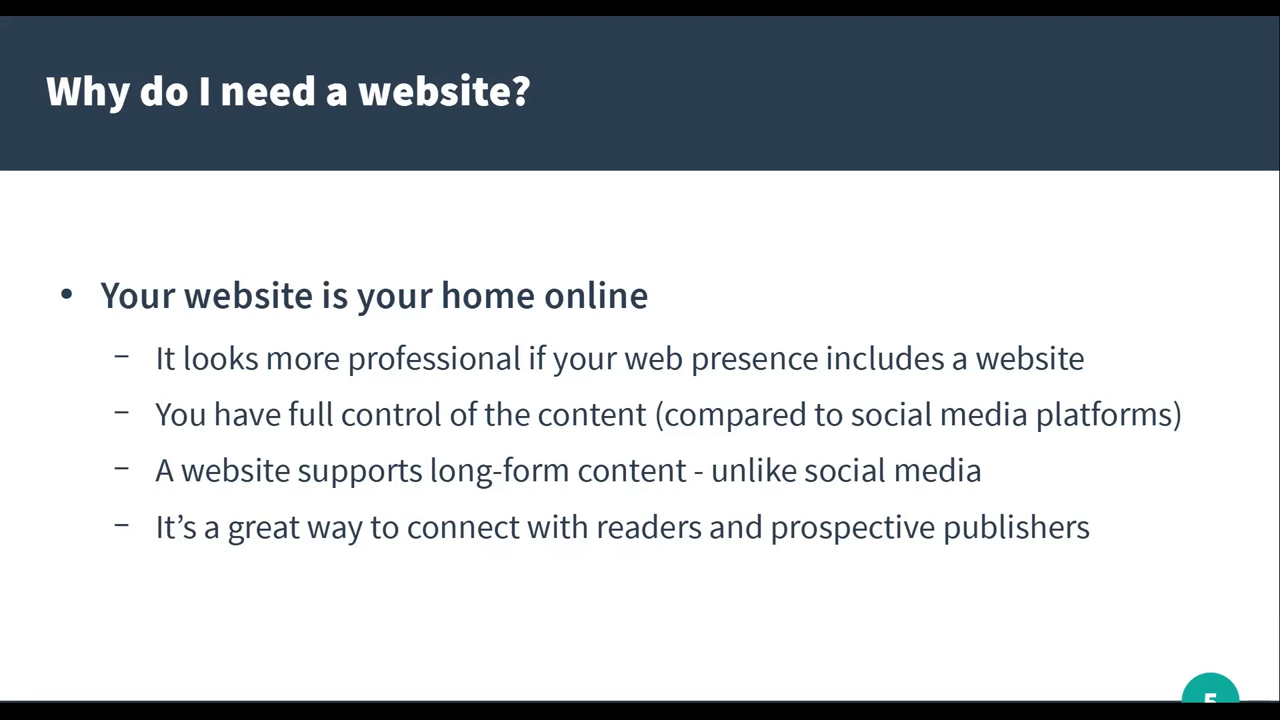 Why do I need a website?
• Your website is your home online
– It looks more professional if your web presence includes a website
– You have full control of the content (compared to social media platforms)
– A website supports long-form content - unlike social media
– It’s a great way to connect with readers and prospective publishers
5